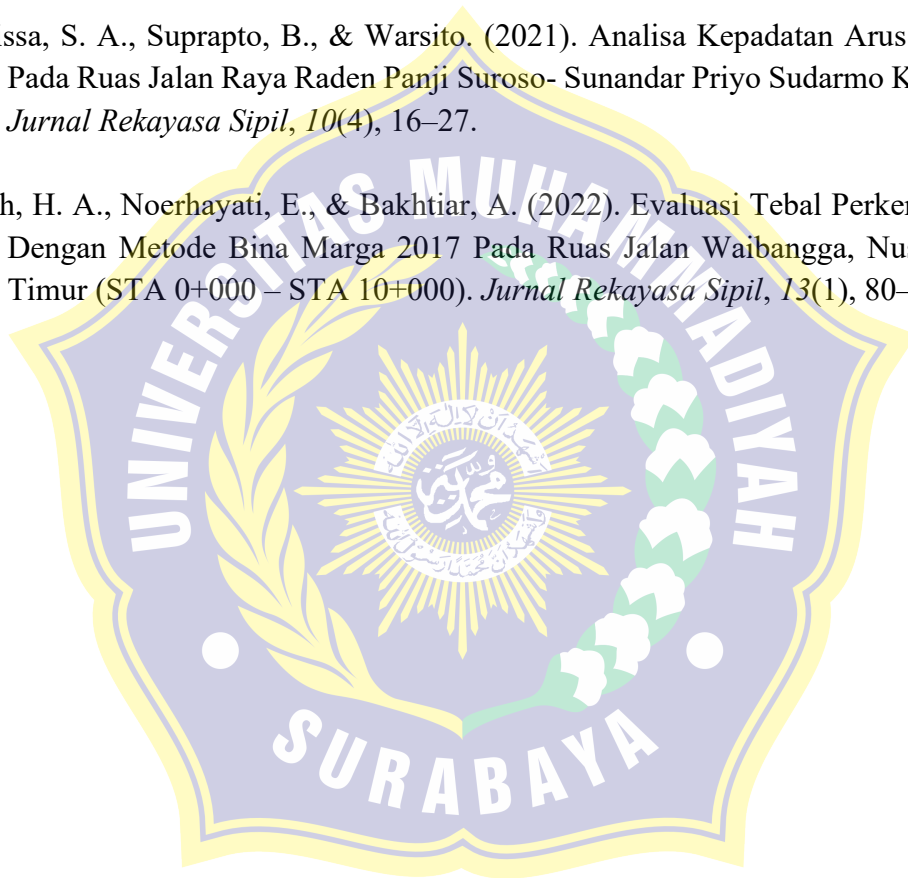 ssa, S. A., Suprapto, B., & Warsito. (2021). Analisa Kepadatan Arus
Pada Ruas Jalan Raya Raden Panji Suroso- Sunandar Priyo Sudarmo K
Jurnal Rekayasa Sipil, 10(4), 16–27.
h, H. A., Noerhayati, E., & Bakhtiar, A. (2022). Evaluasi Tebal Perker
Dengan Metode Bina Marga 2017 Pada Ruas Jalan Waibangga, Nus
Timur (STA 0+000 – STA 10+000). Jurnal Rekayasa Sipil, 13(1), 80–
UNIVERSITAS MUHAMMADIYAH
محمد
SURABAYA